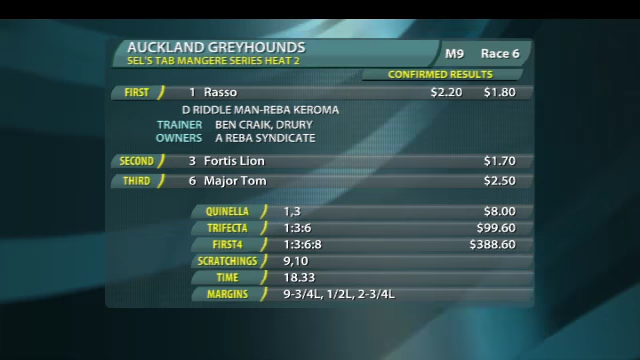 AUCKLAND GREYHOUNDS
SEL'S TAB MANGERE SERIES HEAT 2
M9 Race 6
CONFIRMED RESULTS
FIRST 1 Rasso $2.20 $1.80
D RIDDLE MAN-REBA KEROMA
TRAINER BEN CRAIK, DRURY
OWNERS A REBA SYNDICATE
SECOND 3 Fortis Lion $1.70
THIRD 6 Major Tom $2.50
QUINELLA 1,3 $8.00
TRIFECTA 1:3:6 $99.60
FIRST4 1:3:6:8 $388.60
SCRATCHINGS 9,10
TIME 18.33
MARGINS 9-3/4L, 1/2L, 2-3/4L